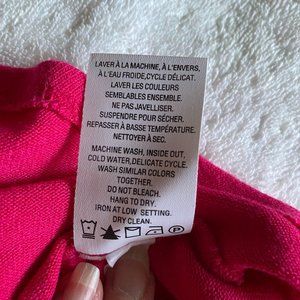 LAVER À LA MACHINE, À L'ENVERS,
À L'EAU FROIDE,CYCLE DÉLICAT.
LAVER LES COULEURS
SEMBLABLES ENSEMBLE.
NE PAS JAVELLISER.
SUSPENDRE POUR SÉCHER.
REPASSER À BASSE TEMPÉRATURE.
NETTOYER À SEC.
MACHINE WASH, INSIDE OUT,
COLD WATER,DELICATE CYCLE.
WASH SIMILAR COLORS
TOGETHER.
DO NOT BLEACH.
HANG TO DRY.
IRON AT LOW SETTING.
DRY CLEAN.
P